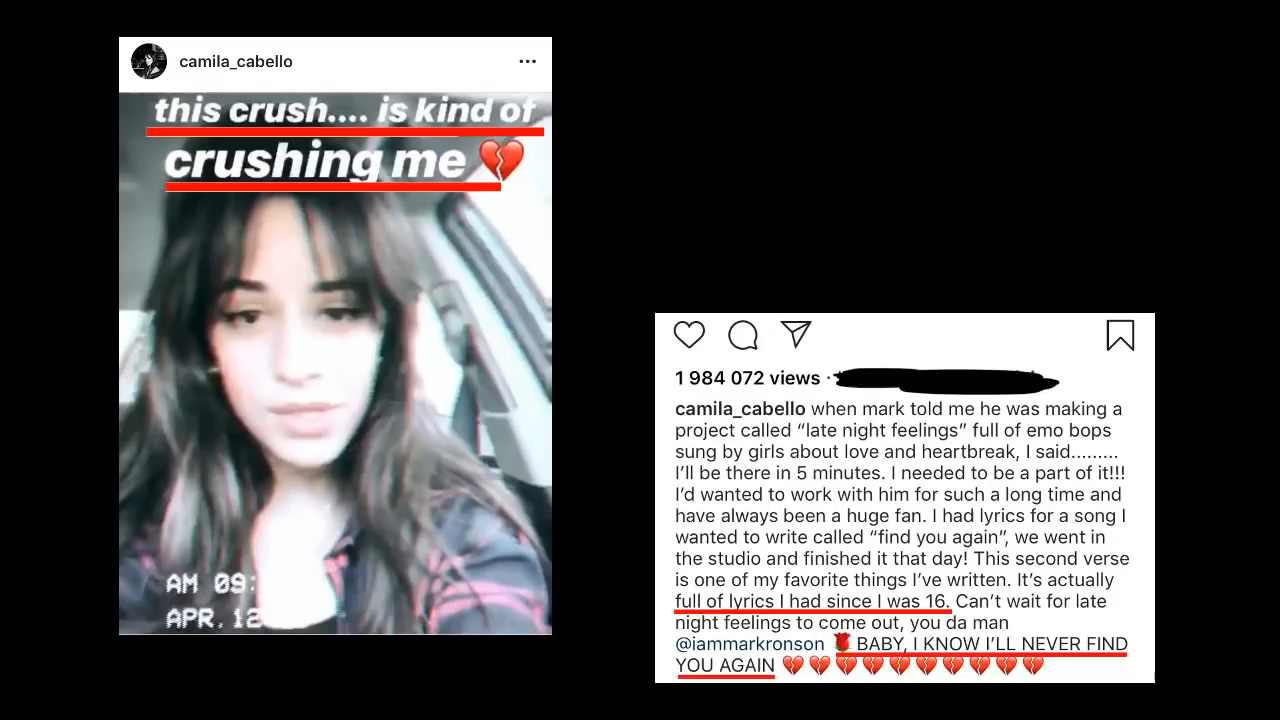 camila_cabello
this crush.... is kind of
crushing me 💔
AM 09:
APR.12
1 984 072 views ·
camila_cabello when mark told me he was making a
project called “late night feelings” full of emo bops
sung by girls about love and heartbreak, I said.........
I’ll be there in 5 minutes. I needed to be a part of it!!!
I’d wanted to work with him for such a long time and
have always been a huge fan. I had lyrics for a song I
wanted to write called “find you again”, we went in
the studio and finished it that day! This second verse
is one of my favorite things I’ve written. It’s actually
full of lyrics I had since I was 16. Can’t wait for late
night feelings to come out, you da man
@iammarkronson 🌹 BABY, I KNOW I’LL NEVER FIND
YOU AGAIN 💔 💔 💔 💔 💔 💔 💔 💔 💔 💔